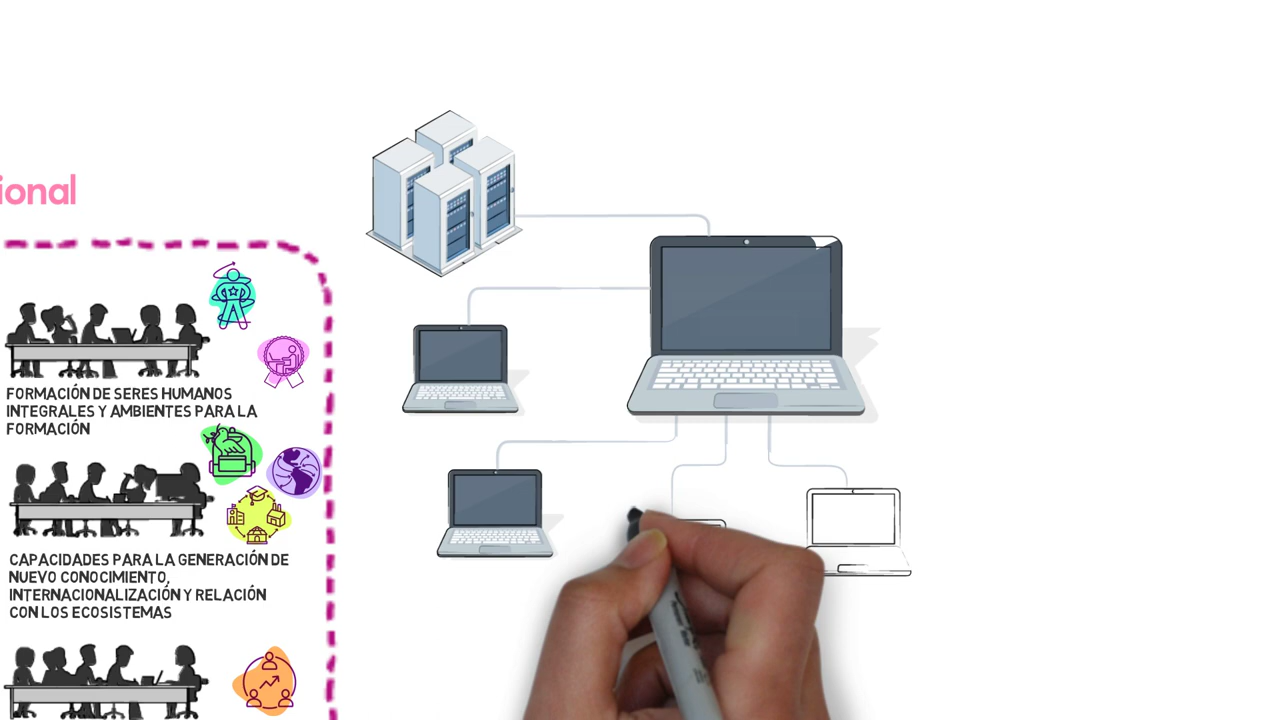 ional
FORMACIÓN DE SERES HUMANOS
INTEGRALES Y AMBIENTES PARA LA
FORMACIÓN
CAPACIDADES PARA LA GENERACIÓN DE
NUEVO CONOCIMIENTO,
INTERNACIONALIZACIÓN Y RELACIÓN
CON LOS ECOSISTEMAS